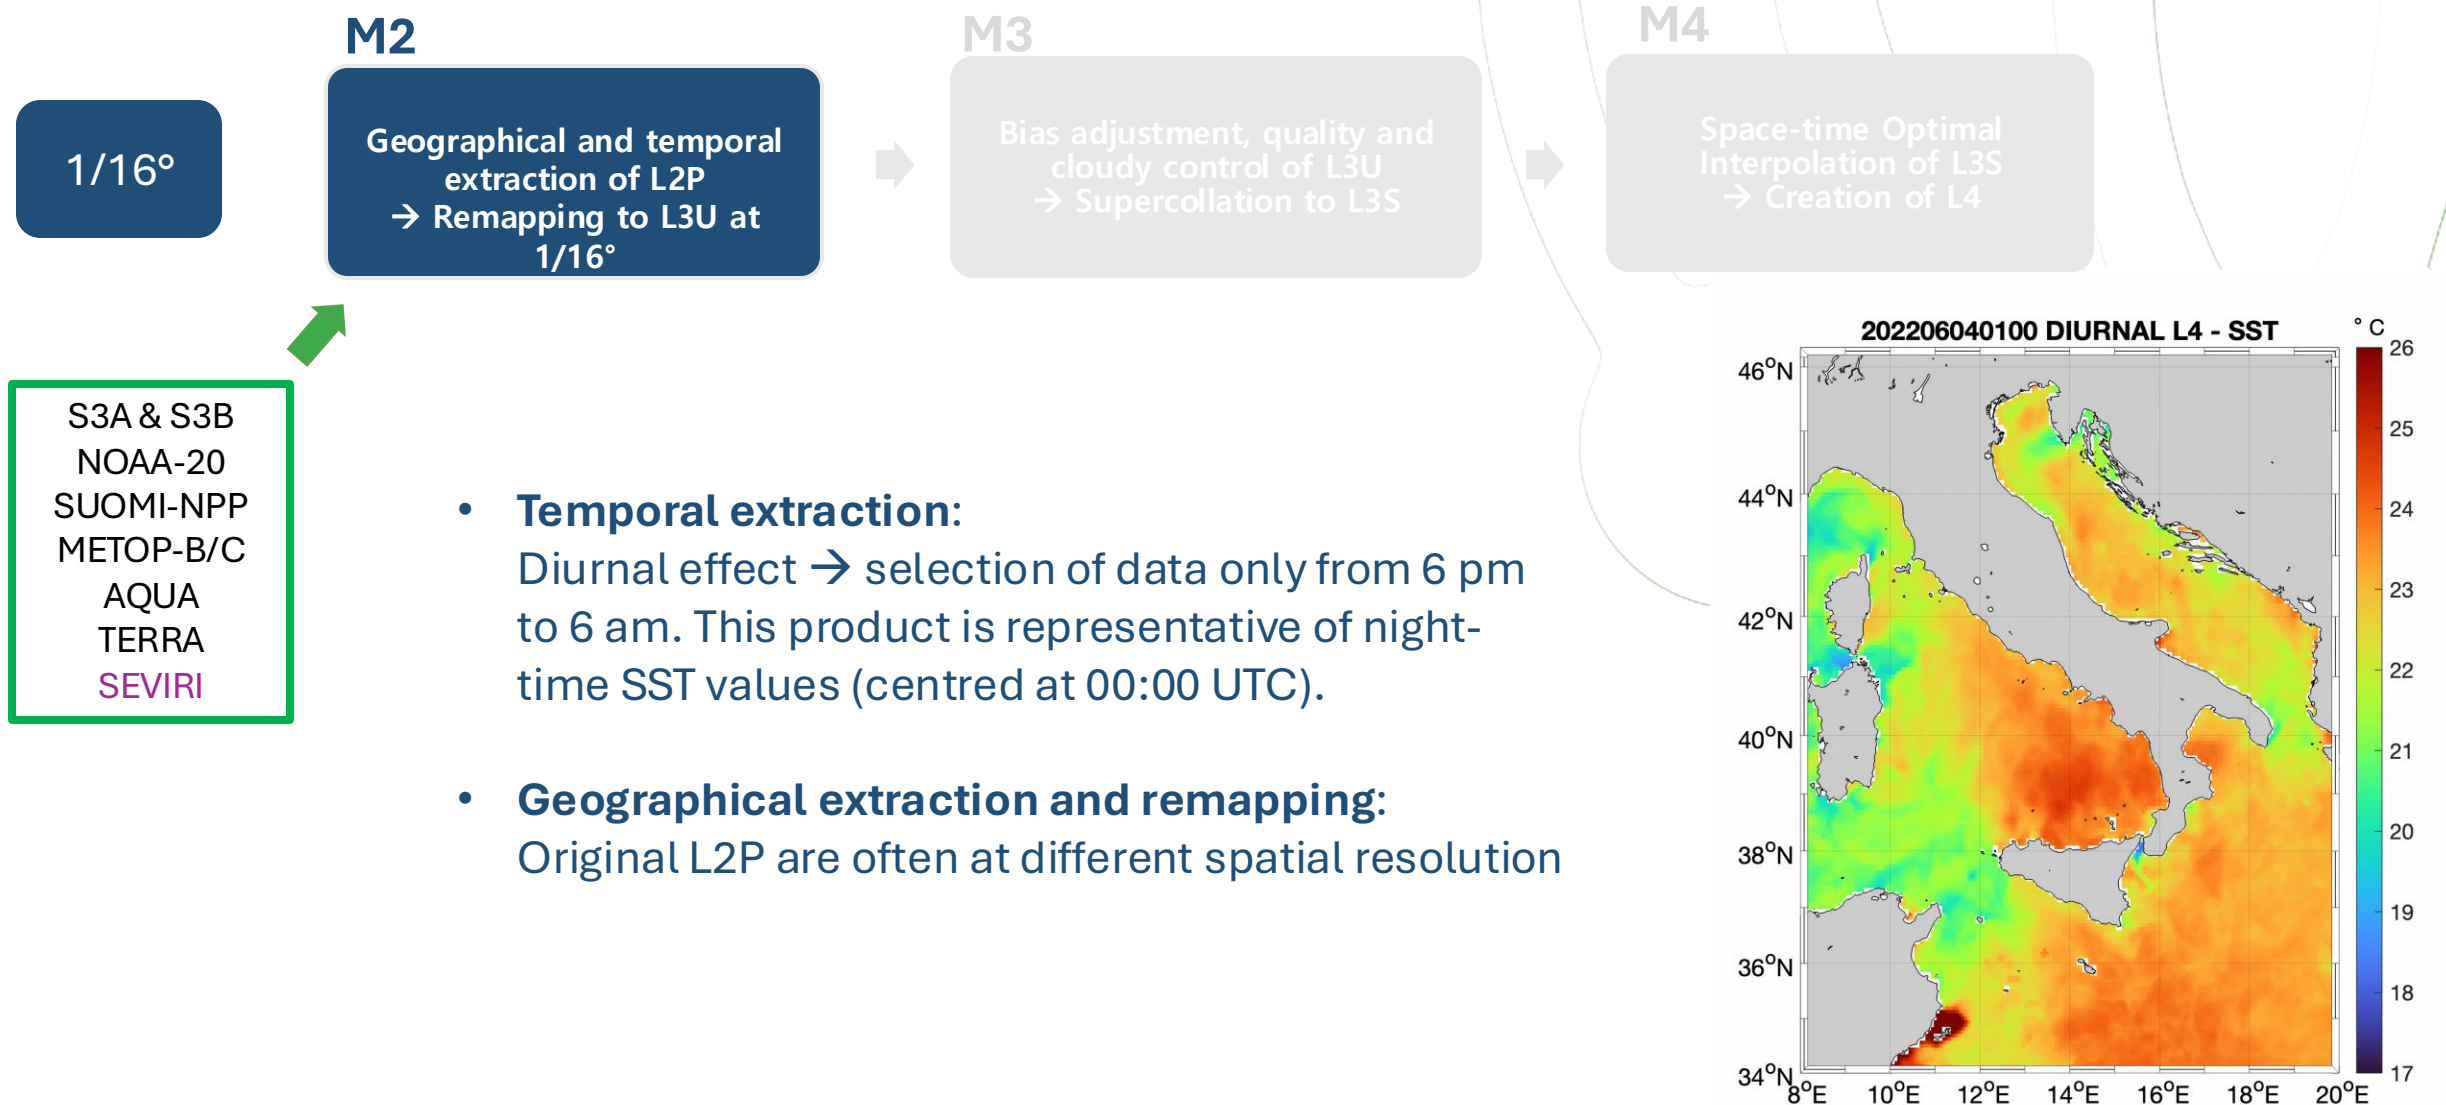 M2
M3
M4
1/16°
Geographical and temporal
extraction of L2P
→ Remapping to L3U at
1/16°
Bias adjustment, quality and
cloudy control of L3U
→ Supercollation to L3S
Space-time Optimal
Interpolation of L3S
→ Creation of L4
S3A & S3B
NOAA-20
SUOMI-NPP
METOP-B/C
AQUA
TERRA
SEVIRI
• Temporal extraction:
Diurnal effect → selection of data only from 6 pm
to 6 am. This product is representative of night-
time SST values (centred at 00:00 UTC).
• Geographical extraction and remapping:
Original L2P are often at different spatial resolution
202206040100 DIURNAL L4 - SST
° C
46°N
44°N
42°N
40°N
38°N
36°N
34°N
8°E 10°E 12°E 14°E 16°E 18°E 20°E
26
25
24
23
22
21
20
19
18
17